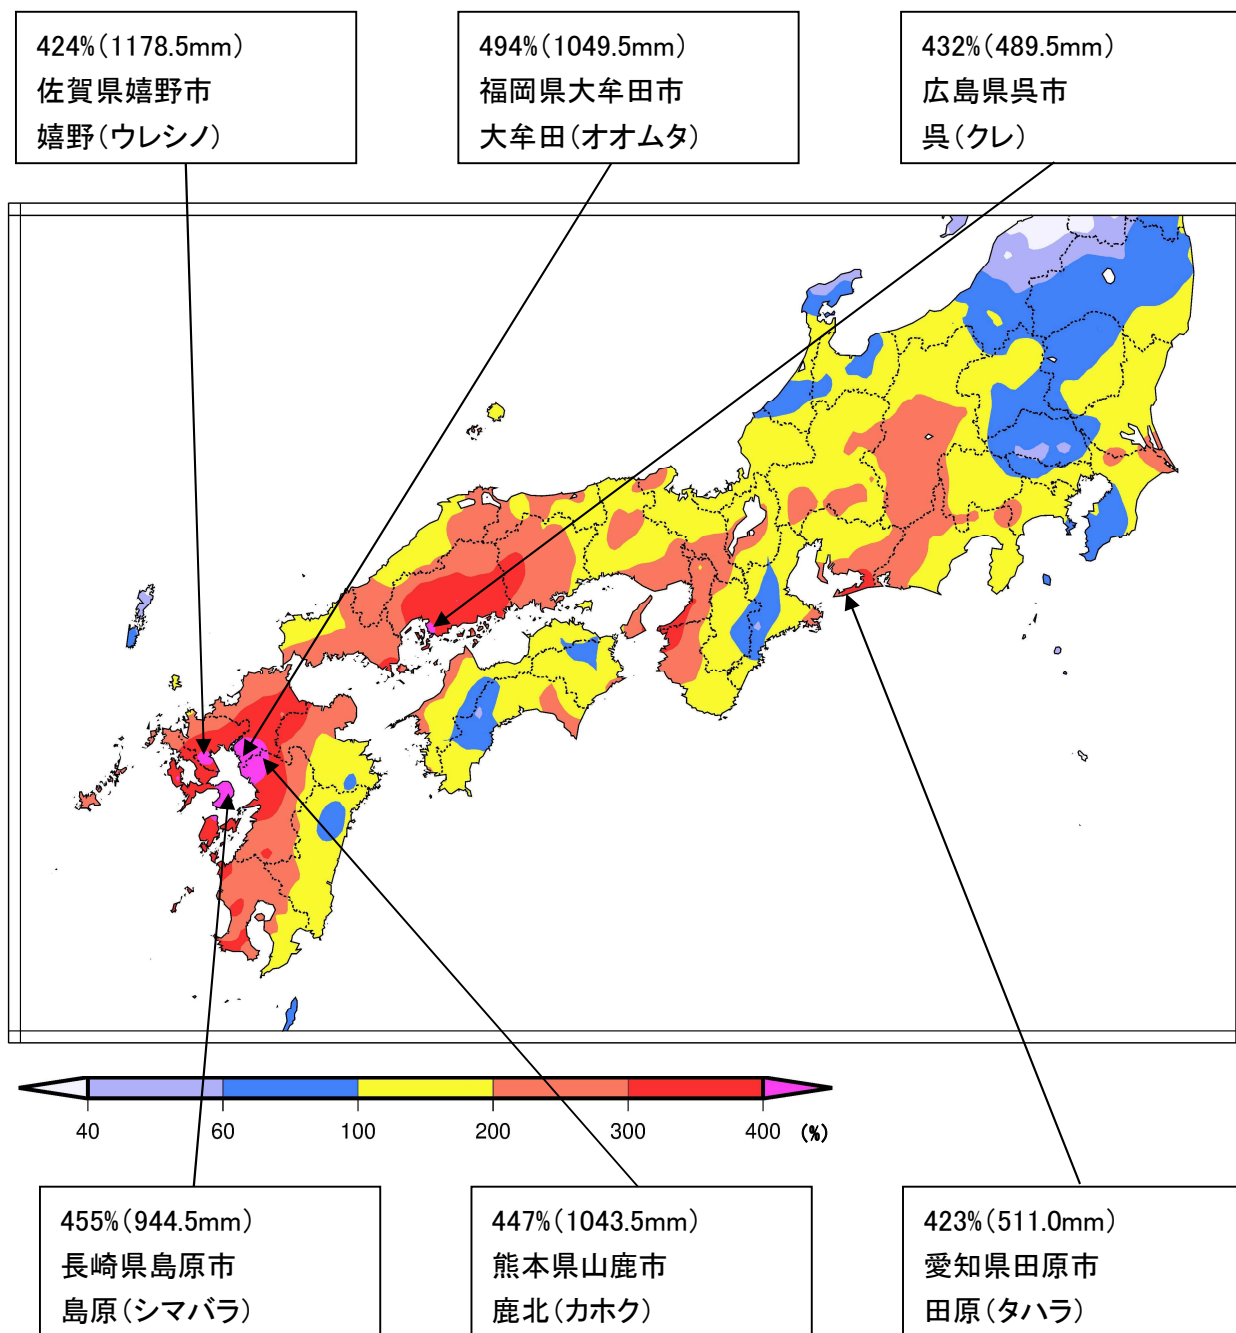 424%(1178.5mm)
佐賀県嬉野市
嬉野(ウレシノ)
494%(1049.5mm)
福岡県大牟田市
大牟田(オオムタ)
432%(489.5mm)
広島県呉市
呉(クレ)
40 60 100 200 300 400 (%)
455%(944.5mm)
長崎県島原市
島原(シマバラ)
447%(1043.5mm)
熊本県山鹿市
鹿北(カホク)
423%(511.0mm)
愛知県田原市
田原(タハラ)